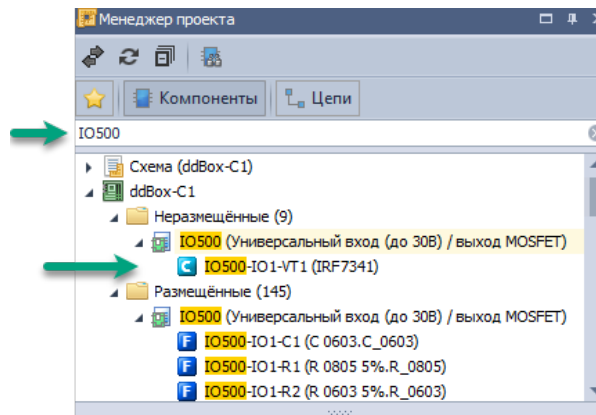 Менеджер проекта
Компоненты Цепи
IO500
Схема (ddBox-C1)
ddBox-C1
Неразмещённые (9)
IO500 (Универсальный вход (до 30В) / выход MOSFET)
IO500-IO1-VT1 (IRF7341)
Размещённые (145)
IO500 (Универсальный вход (до 30В) / выход MOSFET)
IO500-IO1-C1 (C 0603.C_0603)
IO500-IO1-R1 (R 0805 5%.R_0805)
IO500-IO1-R2 (R 0603 5%.R_0603)